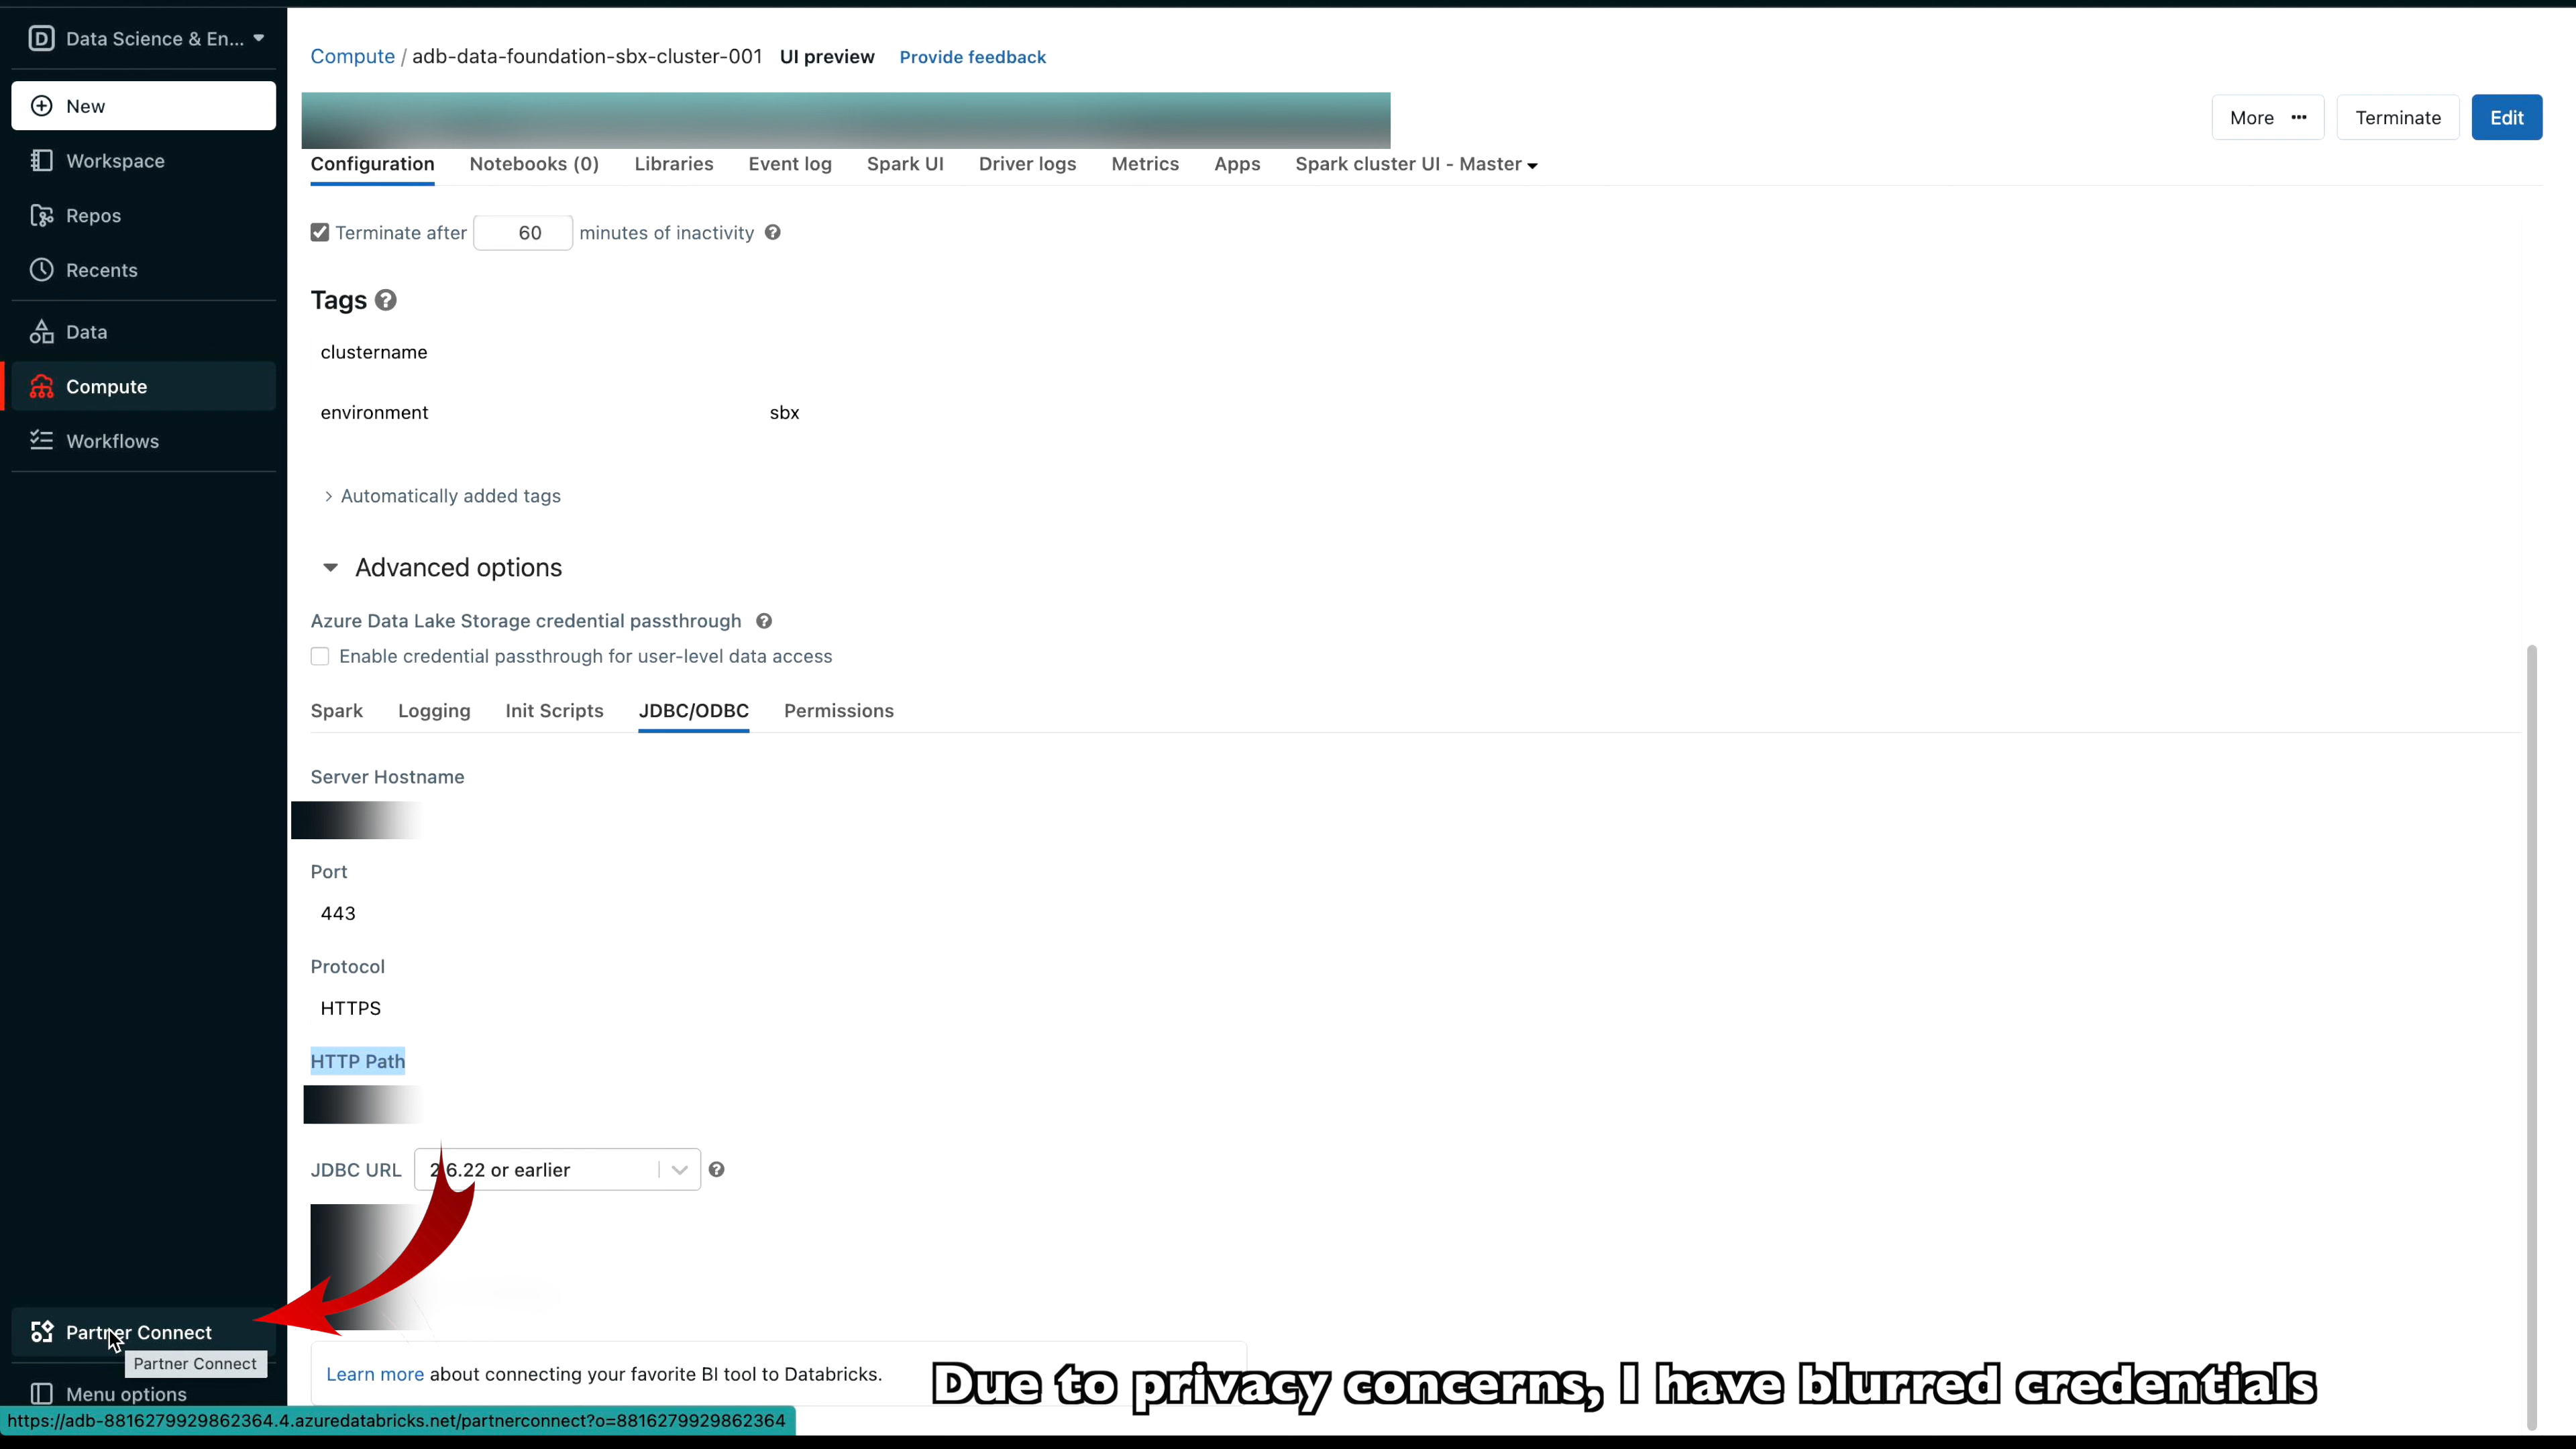 Data Science & En...
New
Workspace
Repos
Recents
Data
Compute
Workflows
Partner Connect
Partner Connect
Menu options
https://adb-8816279929862364.4.azuredatabricks.net/partnerconnect?o=8816279929862364
Compute / adb-data-foundation-sbx-cluster-001 UI preview Provide feedback
More ... Terminate Edit
Configuration Notebooks (0) Libraries Event log Spark UI Driver logs Metrics Apps Spark cluster UI - Master
Terminate after 60 minutes of inactivity
Tags
clustername
environment sbx
Automatically added tags
Advanced options
Azure Data Lake Storage credential passthrough
Enable credential passthrough for user-level data access
Spark Logging Init Scripts JDBC/ODBC Permissions
Server Hostname
Port
443
Protocol
HTTPS
HTTP Path
JDBC URL 2.6.22 or earlier
Learn more about connecting your favorite BI tool to Databricks.
Due to privacy concerns, I have blurred credentials